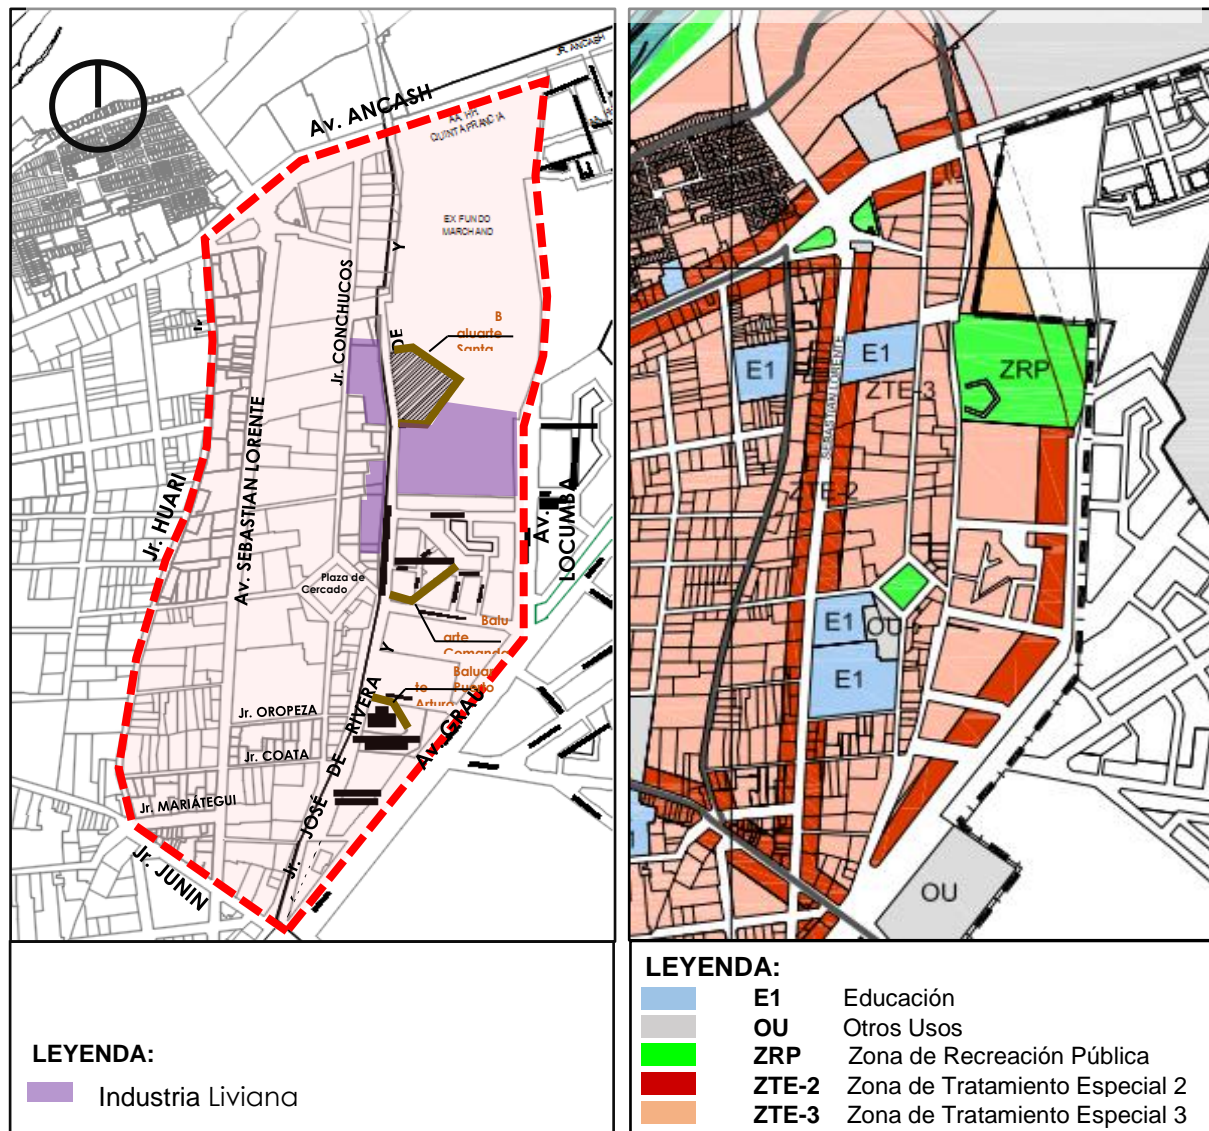 Av. ANCASH
JR. ANCASH
AA.HH.
QUINTA FRANCIA
EX FUNDO
MARCHAND
Y
DE
Jr. CONCHUCOS
B
aluarte
Santa
Jr. HUARI
Av. SEBASTIAN LORENTE
Av.
LOCUMBA
Plaza de
Cercado
Balu
arte
Comanda
Baluar
te
Puerto
Arturo
Y
Jr. OROPEZA
Jr. COATA
Jr. MARIÁTEGUI
Jr. JUNIN
Jr. JOSÉ DE RIVERA
Av. GRAU
LEYENDA:
Industria Liviana
E1
E1
ZRP
ZTE-3
SEBASTIAN LORENTE
ZTE-2
E1
OU
E1
OU
LEYENDA:
E1 Educación
OU Otros Usos
ZRP Zona de Recreación Pública
ZTE-2 Zona de Tratamiento Especial 2
ZTE-3 Zona de Tratamiento Especial 3